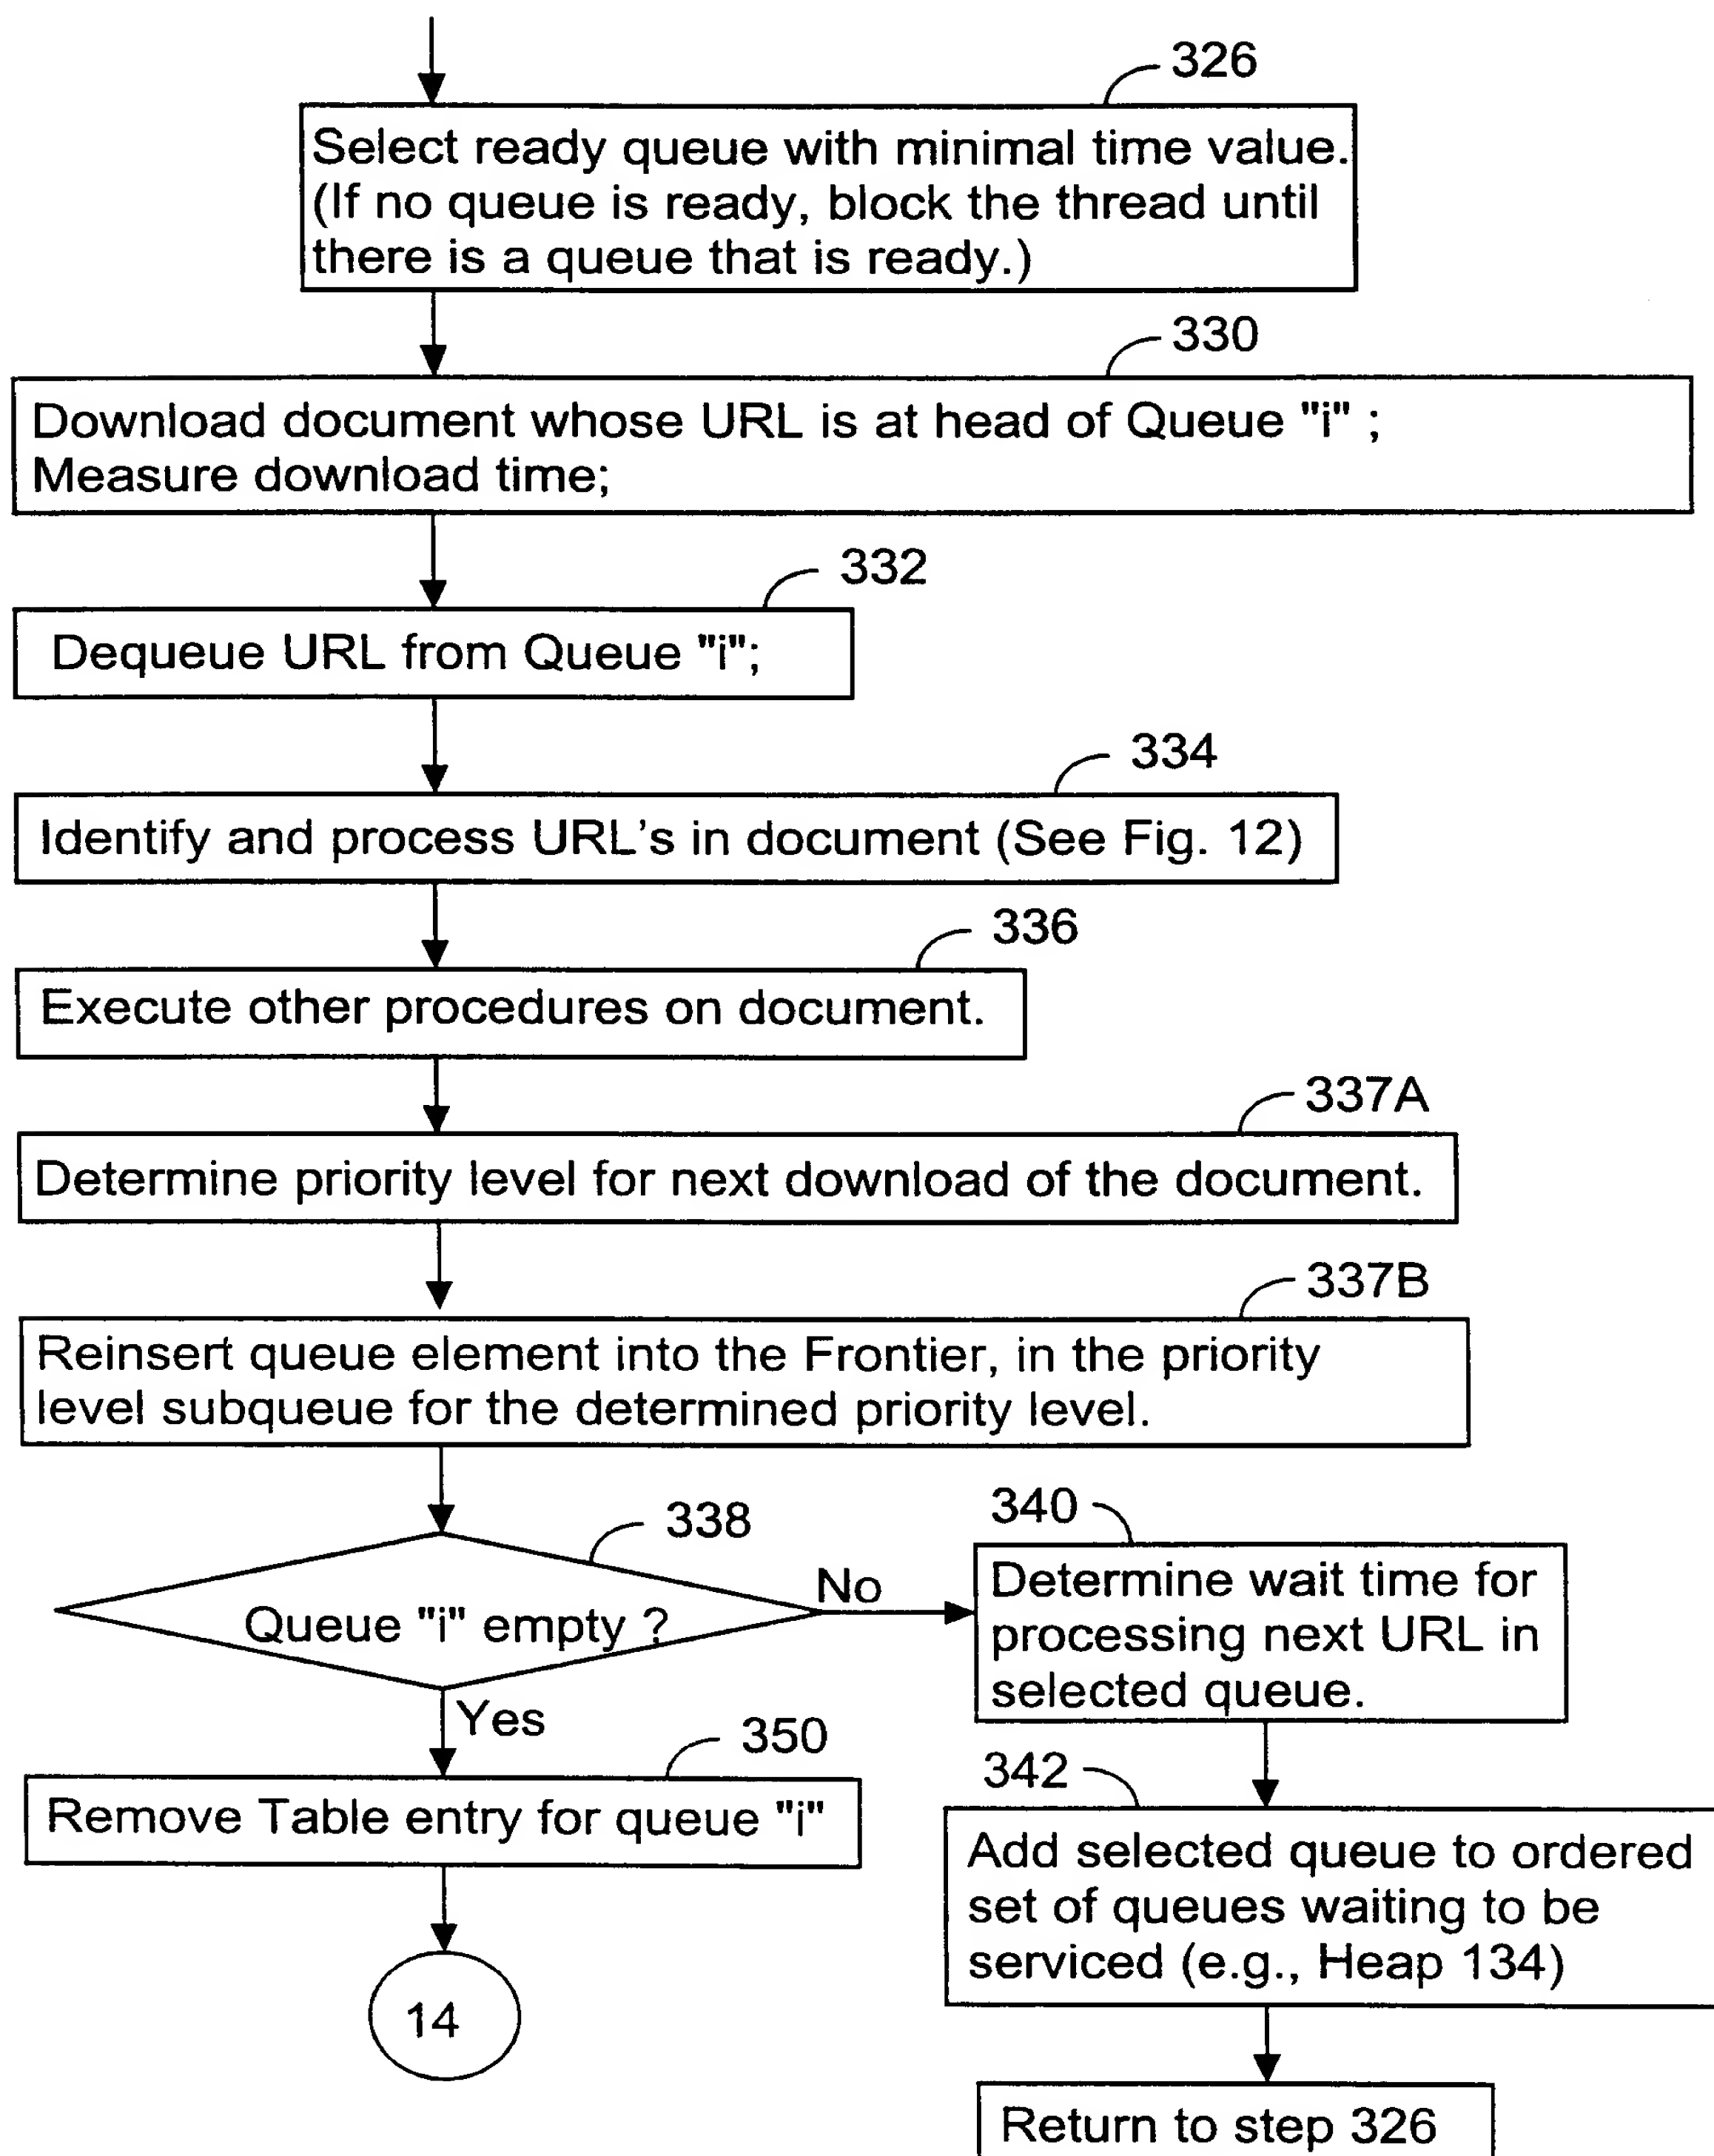 326
Select ready queue with minimal time value.
(If no queue is ready, block the thread until
there is a queue that is ready.)
330
Download document whose URL is at head of Queue "i" ;
Measure download time;
332
Dequeue URL from Queue "i";
334
Identify and process URL's in document (See Fig. 12)
336
Execute other procedures on document.
337A
Determine priority level for next download of the document.
337B
Reinsert queue element into the Frontier, in the priority
level subqueue for the determined priority level.
338
Queue "i" empty ?
No
340
Determine wait time for
processing next URL in
selected queue.
Yes
350
Remove Table entry for queue "i"
342
Add selected queue to ordered
set of queues waiting to be
serviced (e.g., Heap 134)
14
Return to step 326